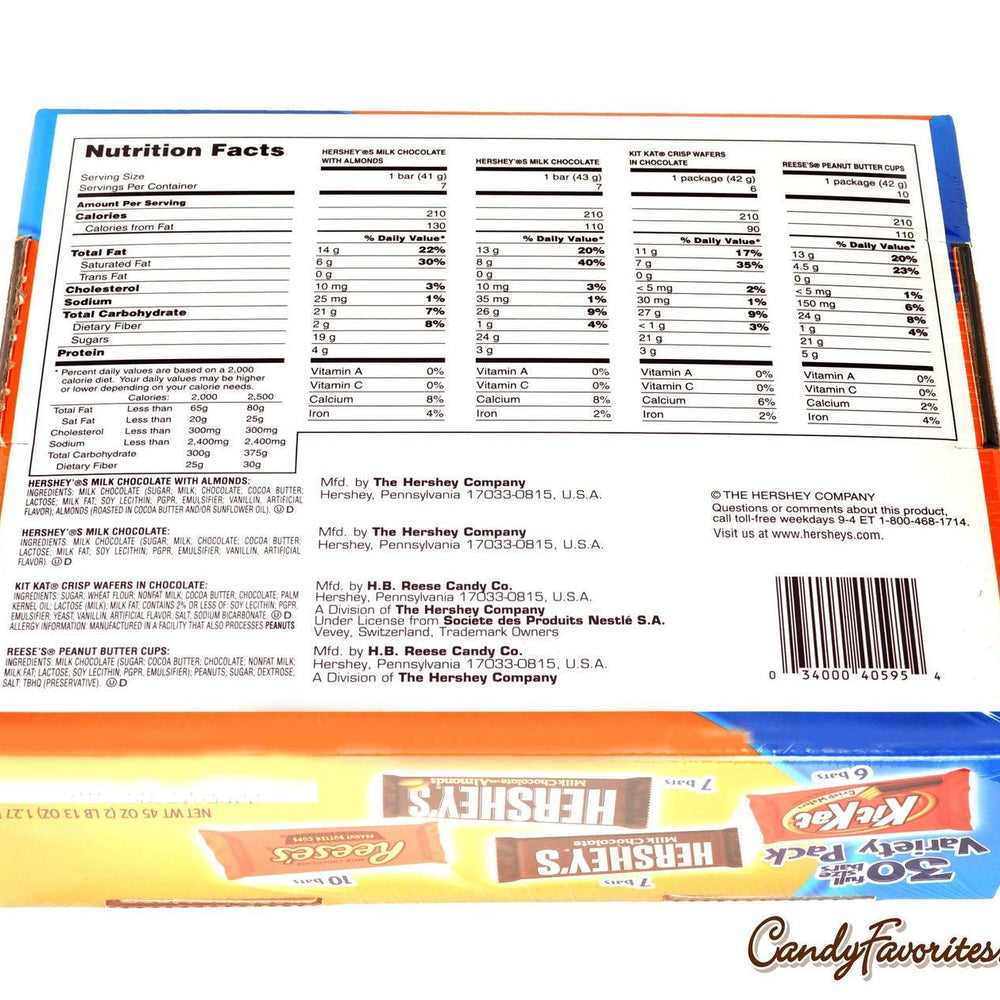 Nutrition Facts
Serving Size
Servings Per Container
Amount Per Serving
Calories
Calories from Fat
Total Fat
Saturated Fat
Trans Fat
Cholesterol
Sodium
Total Carbohydrate
Dietary Fiber
Sugars
Protein
* Percent daily values are based on a 2,000
calorie diet. Your daily values may be higher
or lower depending on your calorie needs.
Calories: 2,000 2,500
Total Fat Less than 65g 80g
Sat Fat Less than 20g 25g
Cholesterol Less than 300mg 300mg
Sodium Less than 2,400mg 2,400mg
Total Carbohydrate 300g 375g
Dietary Fiber 25g 30g
HERSHEY'®S MILK CHOCOLATE
WITH ALMONDS
1 bar (41 g)
7
210
130
% Daily Value*
14 g 22%
6 g 30%
0 g
10 mg 3%
25 mg 1%
21 g 7%
2 g 8%
19 g
4 g
Vitamin A 0%
Vitamin C 0%
Calcium 8%
Iron 4%
HERSHEY'®S MILK CHOCOLATE
1 bar (43 g)
7
210
110
% Daily Value*
13 g 20%
8 g 40%
0 g
10 mg 3%
35 mg 1%
26 g 9%
1 g 4%
24 g
3 g
Vitamin A 0%
Vitamin C 0%
Calcium 8%
Iron 2%
KIT KAT® CRISP WAFERS
IN CHOCOLATE
1 package (42 g)
6
210
90
% Daily Value*
11 g 17%
7 g 35%
0 g
< 5 mg 2%
30 mg 1%
27 g 9%
< 1 g 3%
21 g
3 g
Vitamin A 0%
Vitamin C 0%
Calcium 6%
Iron 2%
REESE'S® PEANUT BUTTER CUPS
1 package (42 g)
10
210
110
% Daily Value*
13 g 20%
4.5 g 23%
0 g
< 5 mg 1%
150 mg 6%
24 g 8%
1 g 4%
21 g
5 g
Vitamin A 0%
Vitamin C 0%
Calcium 2%
Iron 4%
HERSHEY'®S MILK CHOCOLATE WITH ALMONDS:
INGREDIENTS: MILK CHOCOLATE (SUGAR; MILK; CHOCOLATE; COCOA BUTTER;
LACTOSE; MILK FAT; SOY LECITHIN; PGPR, EMULSIFIER; VANILLIN, ARTIFICIAL
FLAVOR); ALMONDS (ROASTED IN COCOA BUTTER AND/OR SUNFLOWER OIL). Ⓤ D
Mfd. by The Hershey Company
Hershey, Pennsylvania 17033-0815, U.S.A.
HERSHEY'®S MILK CHOCOLATE:
INGREDIENTS: MILK CHOCOLATE (SUGAR; MILK; CHOCOLATE; COCOA BUTTER;
LACTOSE; MILK FAT; SOY LECITHIN; PGPR, EMULSIFIER; VANILLIN, ARTIFICIAL
FLAVOR). Ⓤ D
Mfd. by The Hershey Company
Hershey, Pennsylvania 17033-0815, U.S.A.
KIT KAT® CRISP WAFERS IN CHOCOLATE:
INGREDIENTS: SUGAR; WHEAT FLOUR; NONFAT MILK; COCOA BUTTER; CHOCOLATE; PALM
KERNEL OIL; LACTOSE (MILK); MILK FAT; CONTAINS 2% OR LESS OF: SOY LECITHIN; PGPR,
EMULSIFIER; YEAST; VANILLIN, ARTIFICIAL FLAVOR; SALT; SODIUM BICARBONATE. Ⓤ D
ALLERGY INFORMATION: MANUFACTURED IN A FACILITY THAT ALSO PROCESSES PEANUTS.
Mfd. by H.B. Reese Candy Co.
Hershey, Pennsylvania 17033-0815, U.S.A.
A Division of The Hershey Company
Under License from Societe des Produits Nestlé S.A.
Vevey, Switzerland, Trademark Owners
REESE'S® PEANUT BUTTER CUPS:
INGREDIENTS: MILK CHOCOLATE (SUGAR; COCOA BUTTER; CHOCOLATE; NONFAT MILK;
MILK FAT; LACTOSE; SOY LECITHIN; PGPR, EMULSIFIER); PEANUTS; SUGAR; DEXTROSE;
SALT; TBHQ (PRESERVATIVE). Ⓤ D
Mfd. by H.B. Reese Candy Co.
Hershey, Pennsylvania 17033-0815, U.S.A.
A Division of The Hershey Company
© THE HERSHEY COMPANY
Questions or comments about this product,
call toll-free weekdays 9-4 ET 1-800-468-1714.
Visit us at www.hersheys.com.
0 34000 40595 4
30 full size bars
Variety Pack
6 bars
Kit Kat
Crisp Wafers
7 bars
HERSHEY'S
Milk Chocolate with Almonds
7 bars
HERSHEY'S
Milk Chocolate
10 bars
Reese's
MILK CHOCOLATE
PEANUT BUTTER CUPS
NET WT 45 OZ (2 LB 13 OZ) 1.27
CandyFavorites.